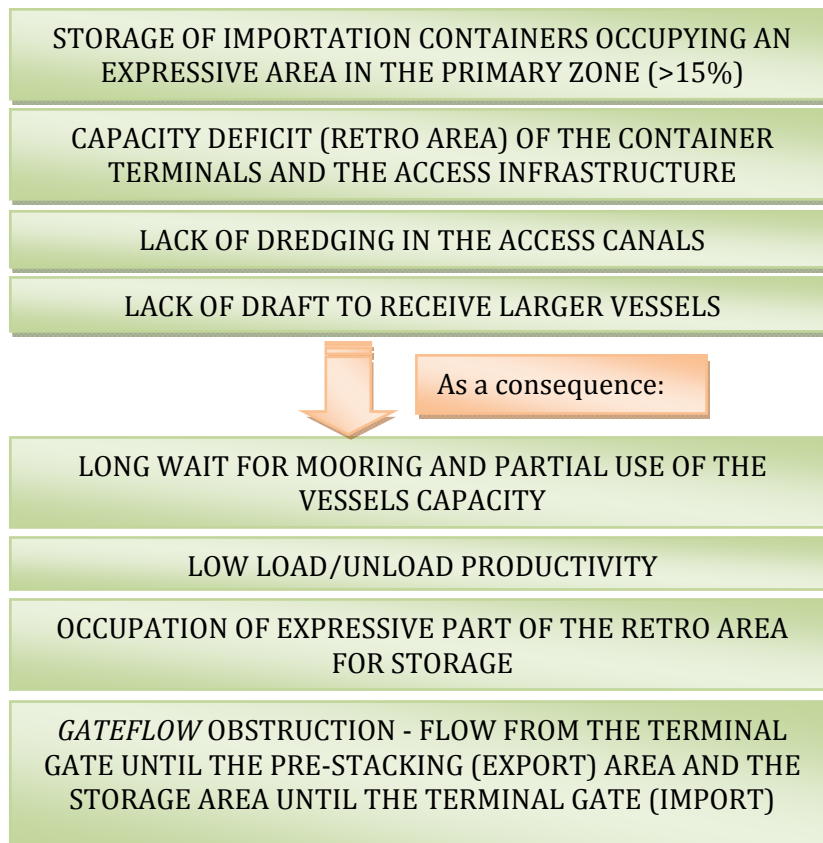 STORAGE OF IMPORTATION CONTAINERS OCCUPYING AN
EXPRESSIVE AREA IN THE PRIMARY ZONE (>15%)
CAPACITY DEFICIT (RETRO AREA) OF THE CONTAINER
TERMINALS AND THE ACCESS INFRASTRUCTURE
LACK OF DREDGING IN THE ACCESS CANALS
LACK OF DRAFT TO RECEIVE LARGER VESSELS
As a consequence:
LONG WAIT FOR MOORING AND PARTIAL USE OF THE
VESSELS CAPACITY
LOW LOAD/UNLOAD PRODUCTIVITY
OCCUPATION OF EXPRESSIVE PART OF THE RETRO AREA
FOR STORAGE
GATEFLOW OBSTRUCTION - FLOW FROM THE TERMINAL
GATE UNTIL THE PRE-STACKING (EXPORT) AREA AND THE
STORAGE AREA UNTIL THE TERMINAL GATE (IMPORT)